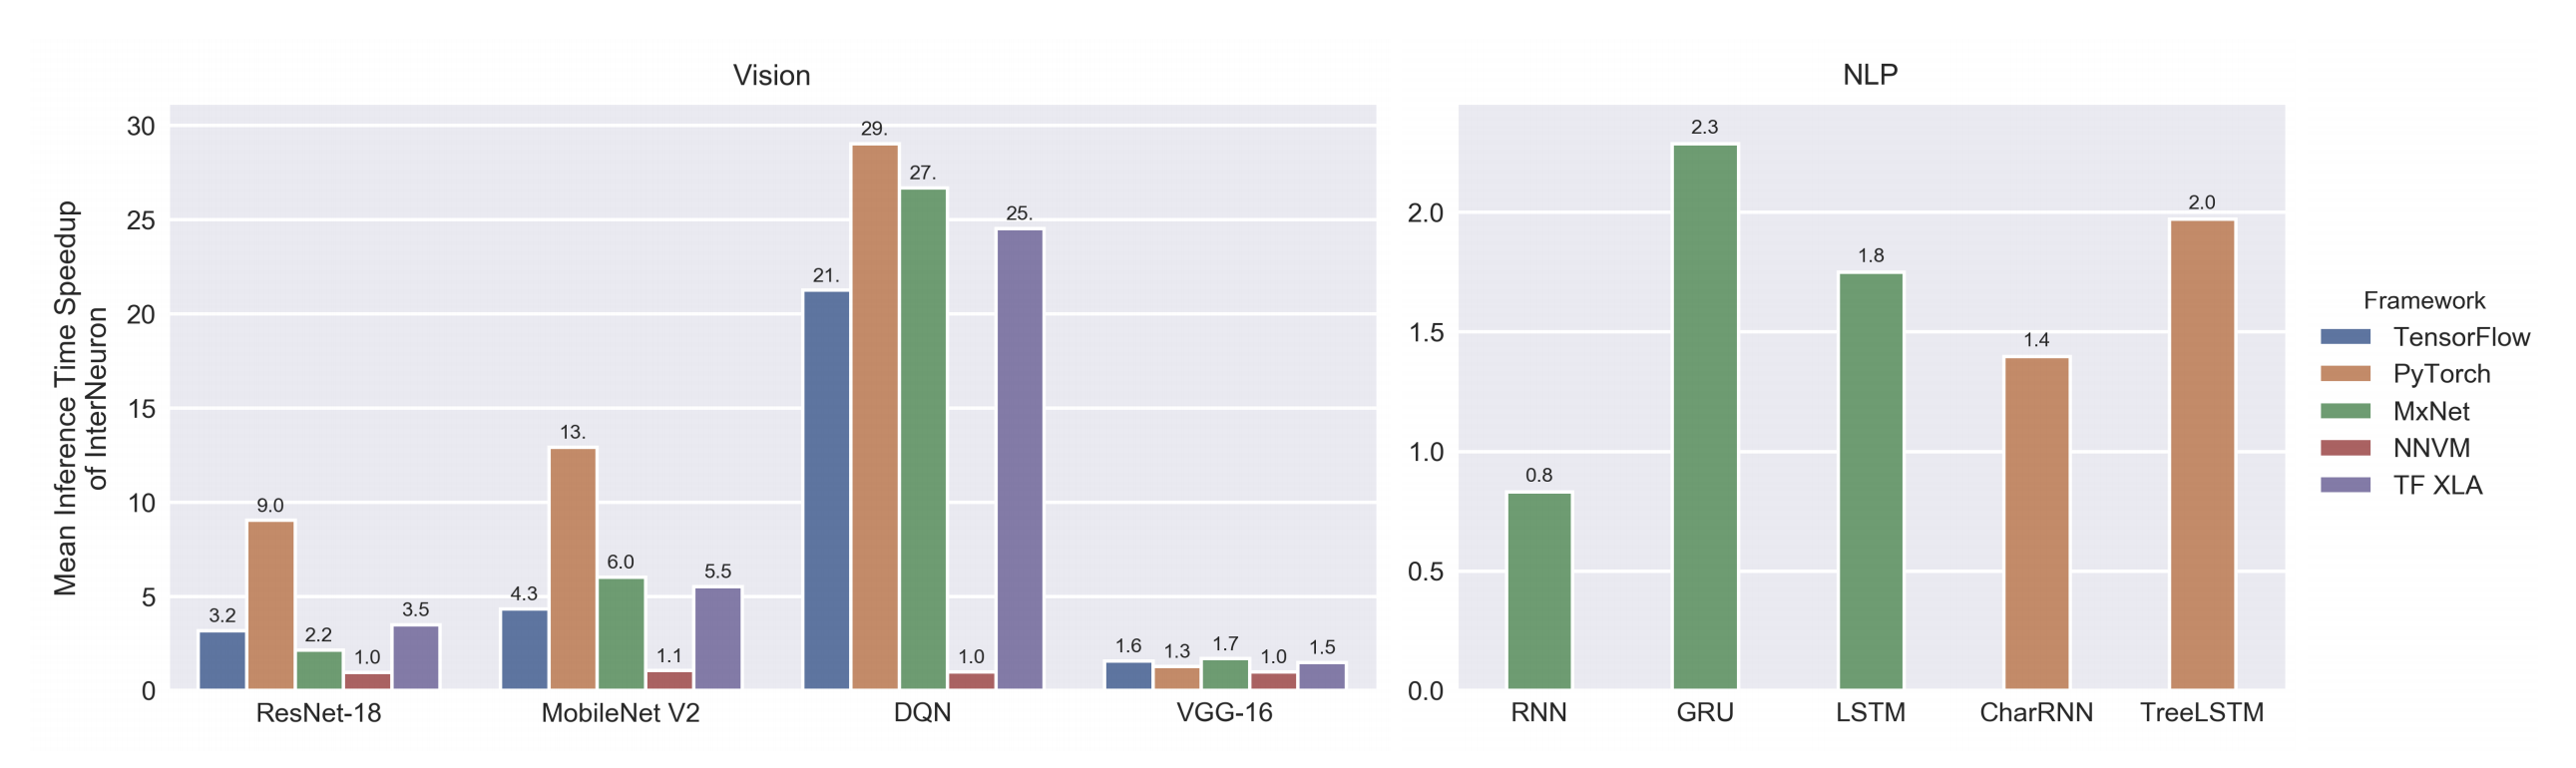 Vision
Mean Inference Time Speedup
of InterNeuron
30
25
20
15
10
5
0
3.2
9.0
2.2
1.0
3.5
4.3
13.
6.0
1.1
5.5
21.
29.
27.
1.0
25.
1.6
1.3
1.7
1.0
1.5
ResNet-18
MobileNet V2
DQN
VGG-16
NLP
2.0
1.5
1.0
0.5
0.0
0.8
2.3
1.8
1.4
2.0
RNN
GRU
LSTM
CharRNN
TreeLSTM
Framework
TensorFlow
PyTorch
MxNet
NNVM
TF XLA